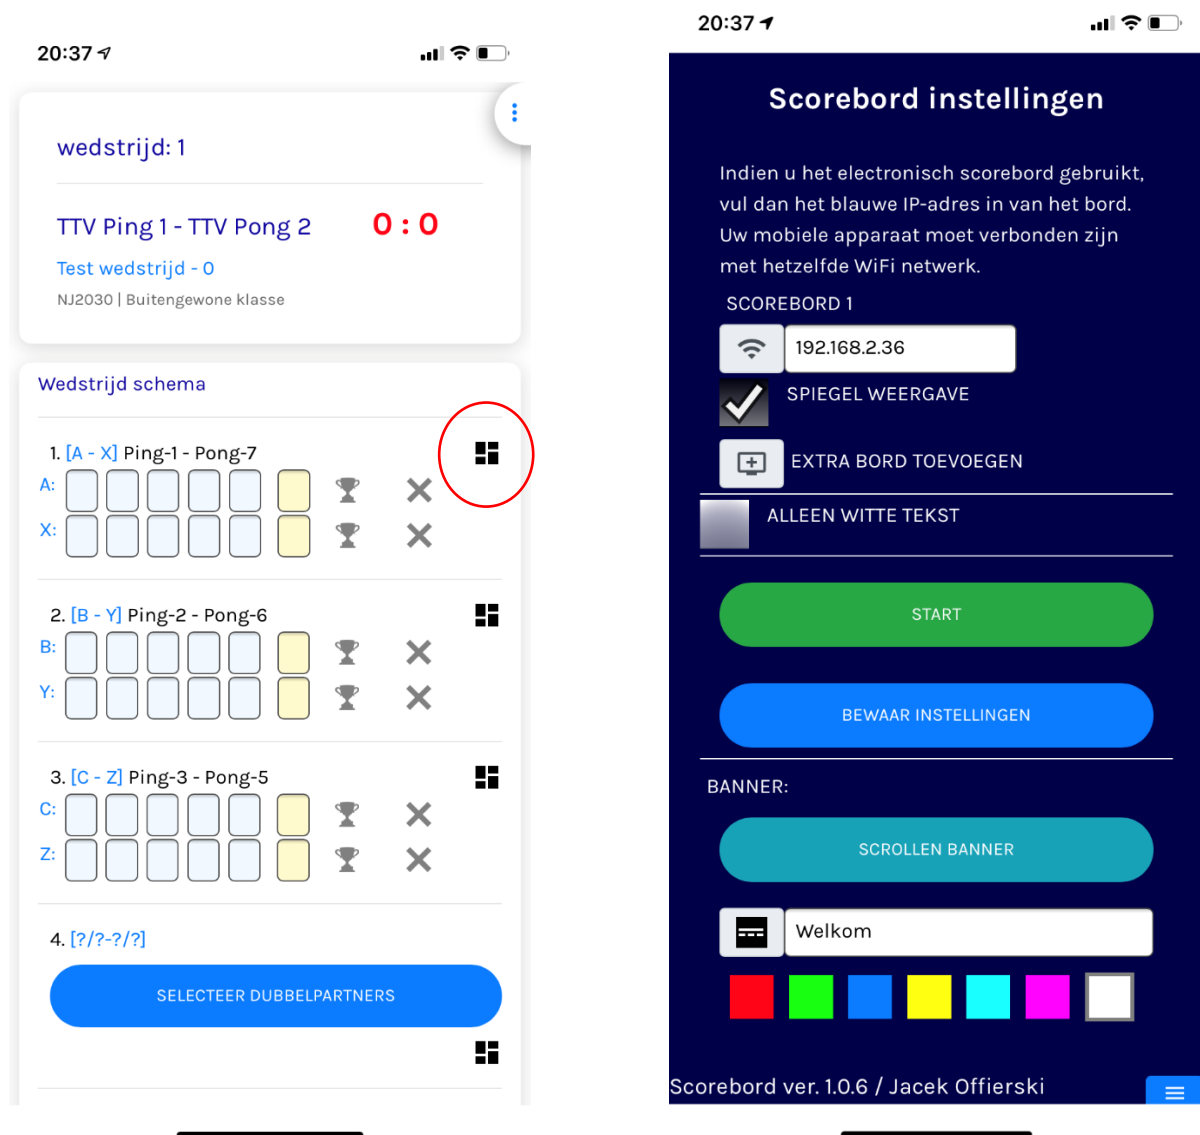 20:37
wedstrijd: 1
TTV Ping 1 - TTV Pong 2 0 : 0
Test wedstrijd - 0
NJ2030 | Buitengewone klasse
Wedstrijd schema
1. [A - X] Ping-1 - Pong-7
A:
X:
2. [B - Y] Ping-2 - Pong-6
B:
Y:
3. [C - Z] Ping-3 - Pong-5
C:
Z:
4. [?/?-?/?]
SELECTEER DUBBELPARTNERS
20:37
Scorebord instellingen
Indien u het electronisch scorebord gebruikt,
vul dan het blauwe IP-adres in van het bord.
Uw mobiele apparaat moet verbonden zijn
met hetzelfde WiFi netwerk.
SCOREBORD 1
192.168.2.36
SPIEGEL WEERGAVE
EXTRA BORD TOEVOEGEN
ALLEEN WITTE TEKST
START
BEWAAR INSTELLINGEN
BANNER:
SCROLLEN BANNER
Welkom
Scorebord ver. 1.0.6 / Jacek Offierski